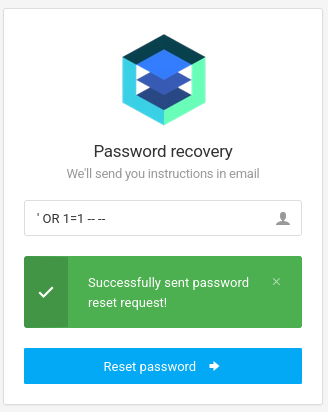 Password recovery
We'll send you instructions in email
' OR 1=1 -- --
Successfully sent password
reset request!
Reset password